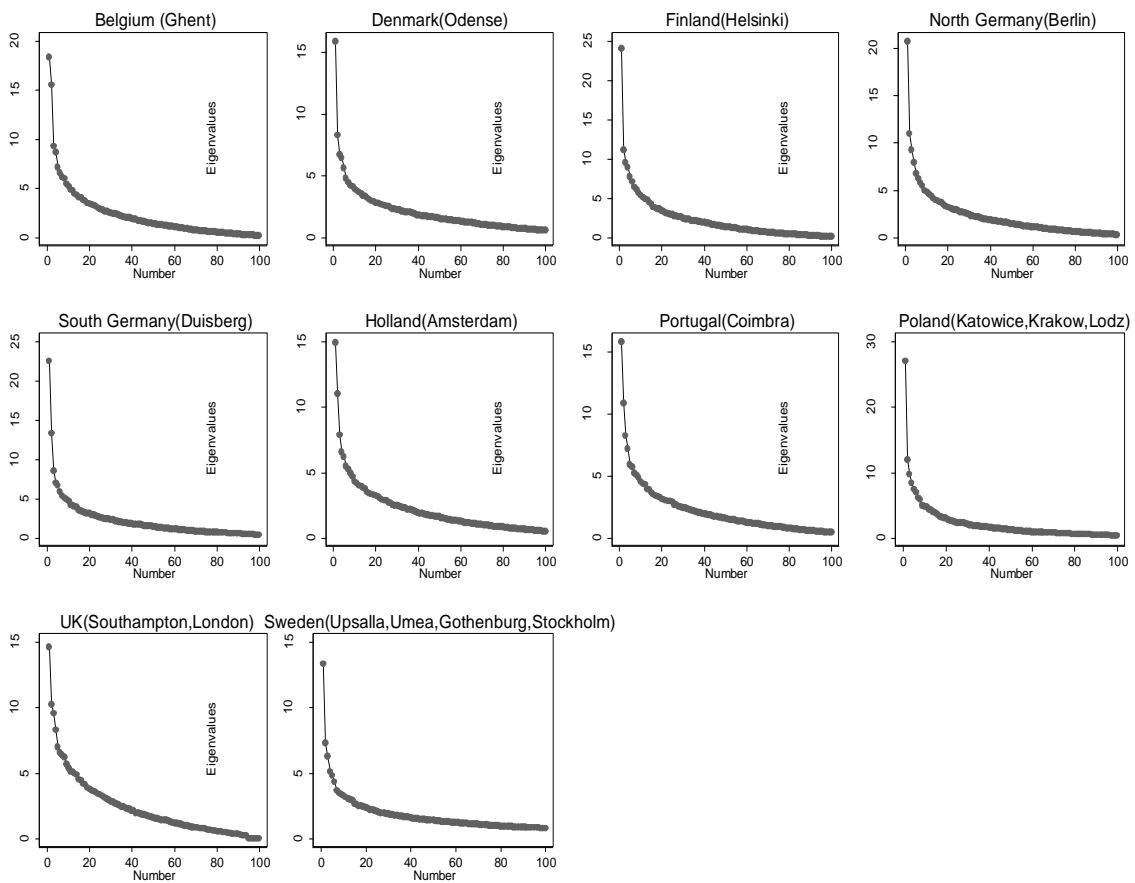 Belgium (Ghent)
Eigenvalues
0 5 10 15 20
0 20 40 60 80 100
Number
Denmark(Odense)
Eigenvalues
0 5 10 15
0 20 40 60 80 100
Number
Finland(Helsinki)
Eigenvalues
0 5 10 15 20 25
0 20 40 60 80 100
Number
North Germany(Berlin)
0 5 10 15 20
0 20 40 60 80 100
Number
South Germany(Duisberg)
Eigenvalues
0 5 10 15 20 25
0 20 40 60 80 100
Number
Holland(Amsterdam)
Eigenvalues
0 5 10 15
0 20 40 60 80 100
Number
Portugal(Coimbra)
Eigenvalues
0 5 10 15
0 20 40 60 80 100
Number
Poland(Katowice,Krakow,Lodz)
0 10 20 30
0 20 40 60 80 100
Number
UK(Southampton,London)
Eigenvalues
0 5 10 15
0 20 40 60 80 100
Number
Sweden(Upsalla,Umea,Gothenburg,Stockholm)
0 5 10 15
0 20 40 60 80 100
Number